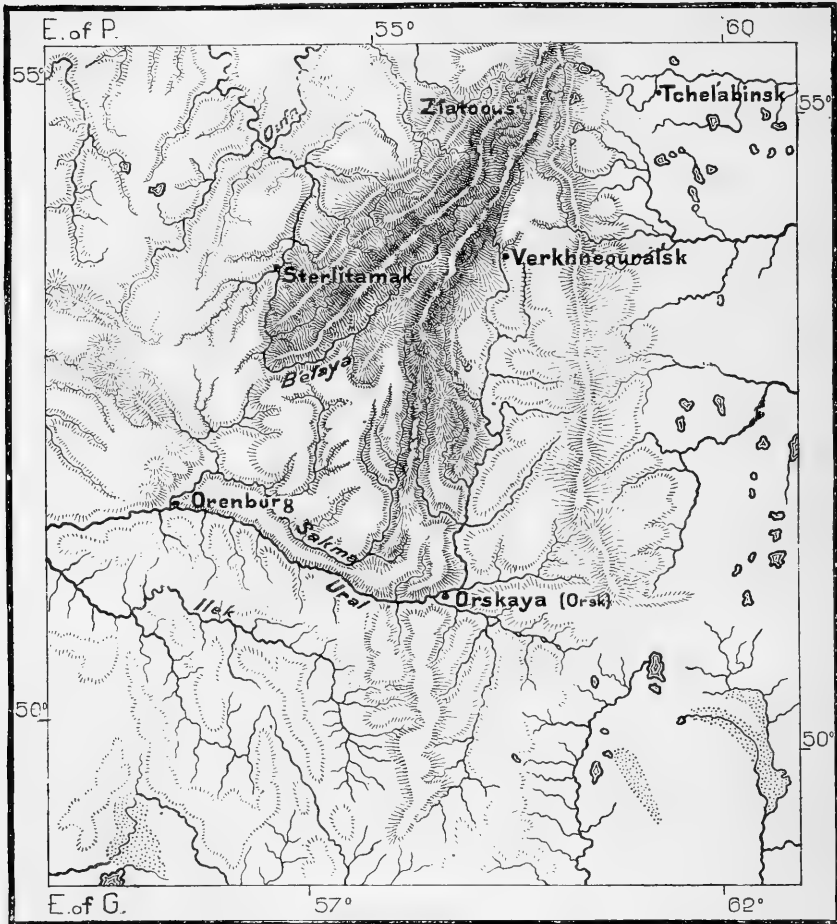 E. of P. 55° 60
55° 55°
Tchelabinsk
Zlatoous
Oufa
Verkhneouralsk
Sterlitamak
Belaya
Orenburg
Sakma
Ural
Orskaya (Orsk)
Ilek
50° 50°
E. of G. 57° 62°